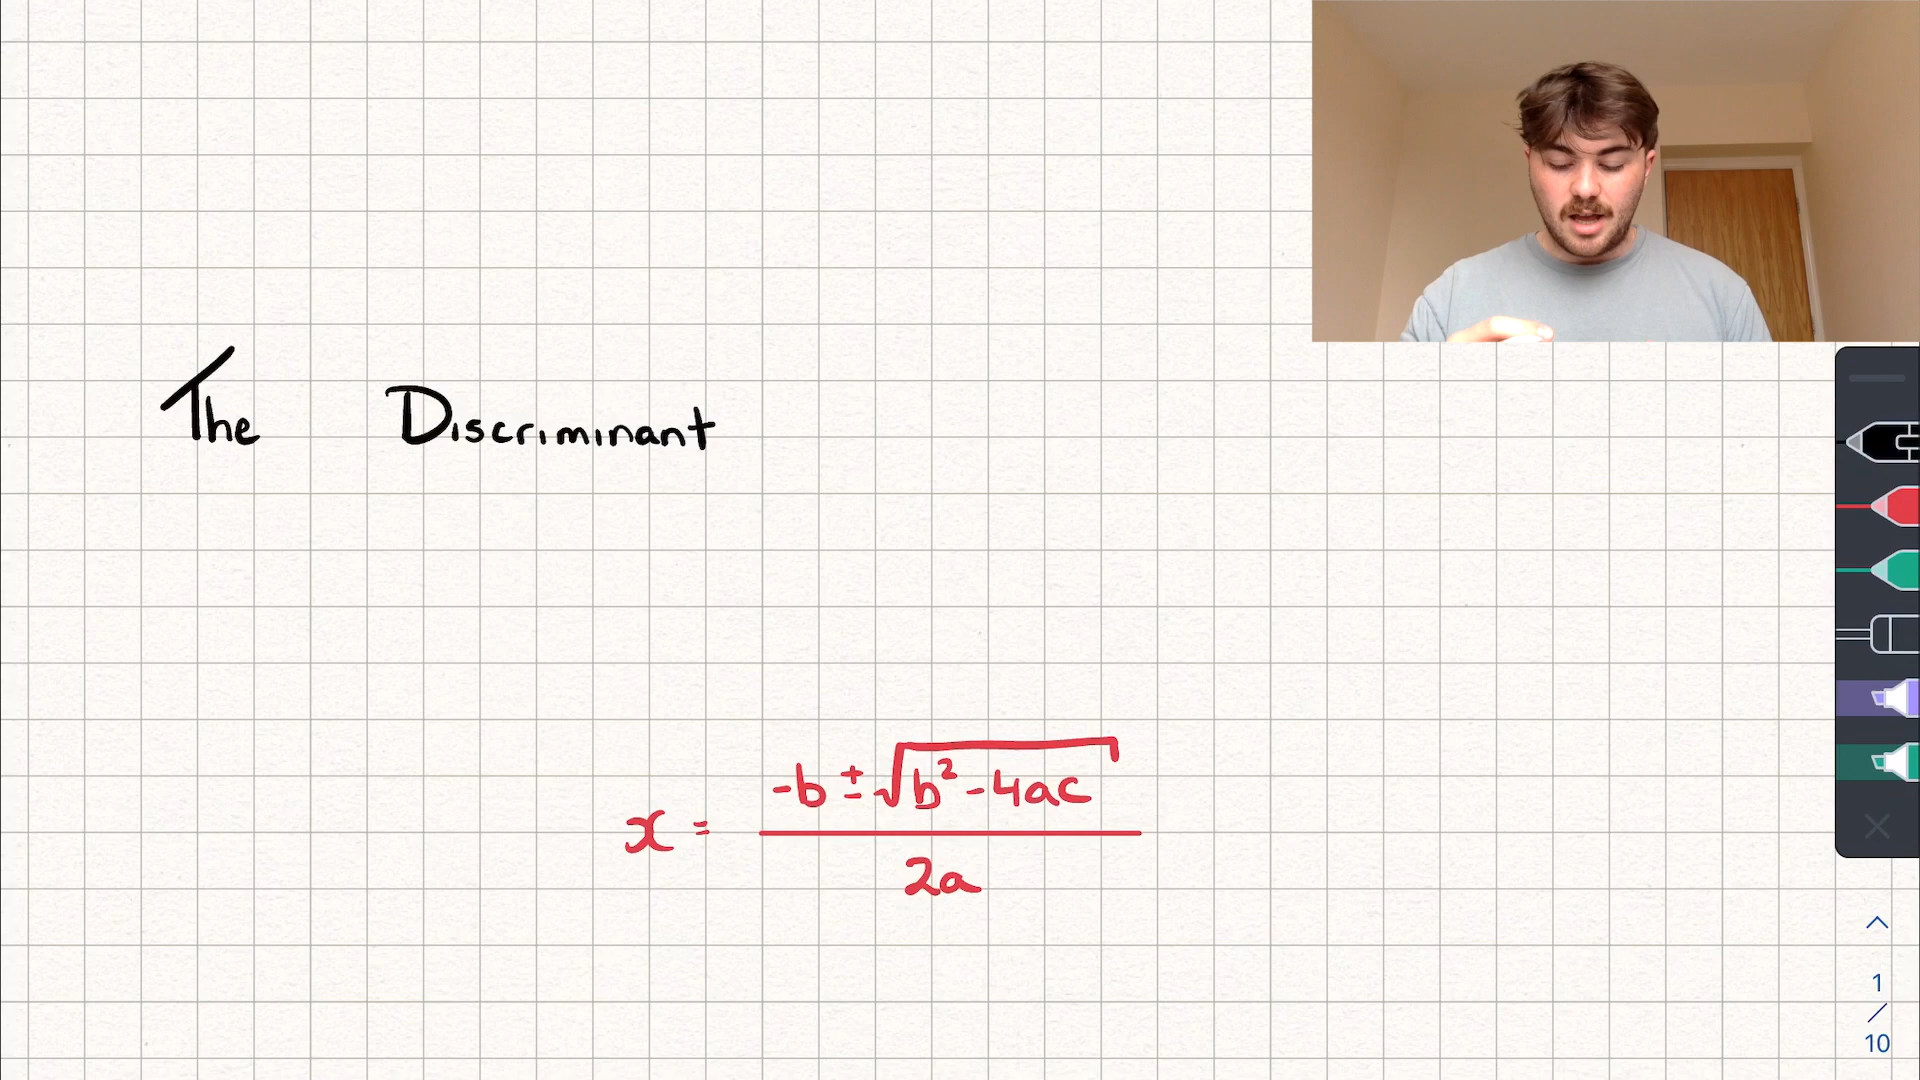 The Discriminant
x = -b ± √b² - 4ac
2a
1
/
10